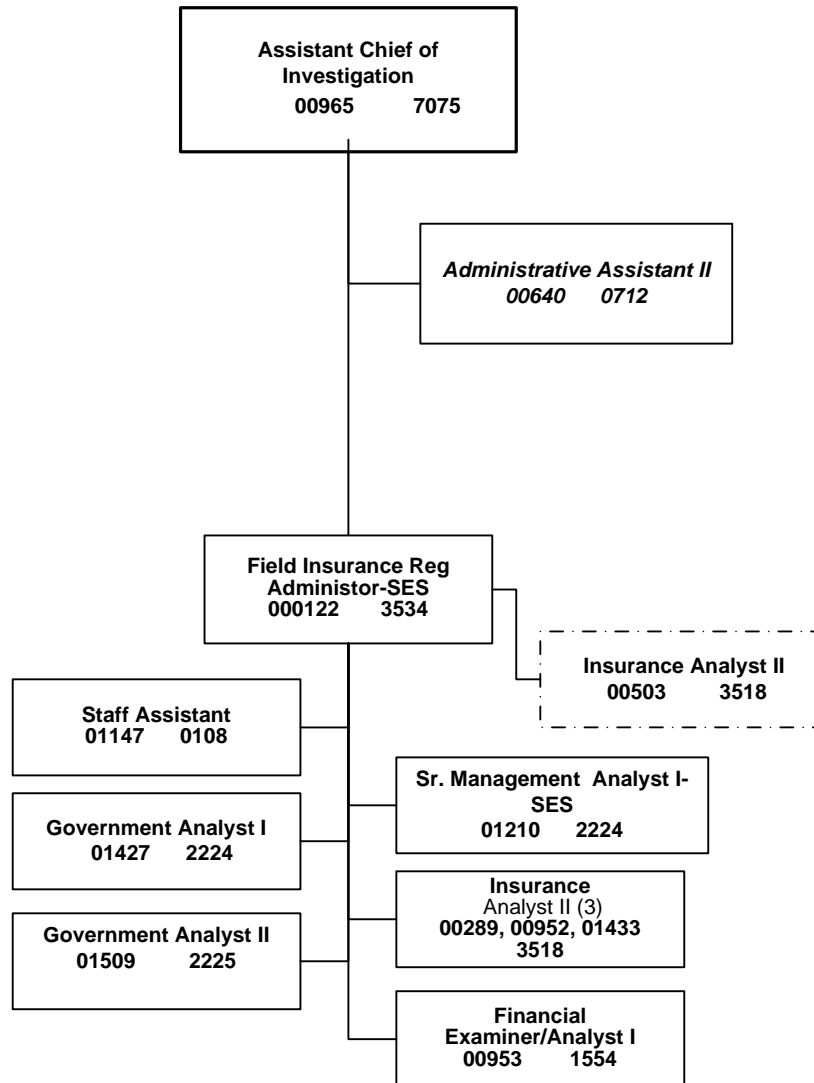 Assistant Chief of
Investigation
00965 7075
Administrative Assistant II
00640 0712
Field Insurance Reg
Administor-SES
000122 3534
Insurance Analyst II
00503 3518
Staff Assistant
01147 0108
Sr. Management Analyst I-
SES
01210 2224
Government Analyst I
01427 2224
Insurance
Analyst II (3)
00289, 00952, 01433
3518
Government Analyst II
01509 2225
Financial
Examiner/Analyst I
00953 1554